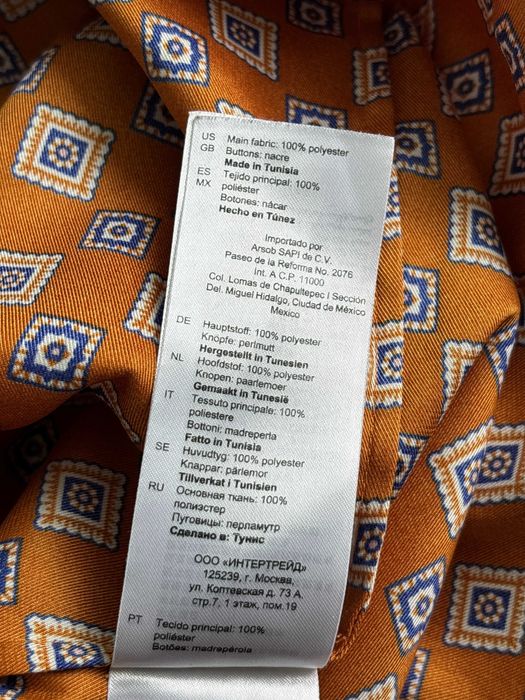 US Main fabric: 100% polyester
GB Buttons: nacre
Made in Tunisia
ES Tejido principal: 100%
MX poliéster
Botones: nácar
Hecho en Túnez
Importado por
Arsob SAPI de C.V.
Paseo de la Reforma No. 2076
Int. A C.P. 11000
Col. Lomas de Chapultepec I Sección
Del. Miguel Hidalgo, Ciudad de México
Mexico
DE Hauptstoff: 100% polyester
Knöpfe: perlmutt
Hergestellt in Tunesien
NL Hoofdstof: 100% polyester
Knopen: paarlemoer
Gemaakt in Tunesië
IT Tessuto principale: 100%
poliestere
Bottoni: madreperla
Fatto in Tunisia
SE Huvudtyg: 100% polyester
Knappar: pärlemor
Tillverkat i Tunisien
RU Основная ткань: 100%
полиэстер
Пуговицы: перламутр
Сделано в: Тунис
ООО «ИНТЕРТРЕЙД»
125239, г. Москва,
ул. Коптевская д. 73,
стр.7, 1 этаж, пом.19
PT Tecido principal: 100%
poliéster
Botões: madrepérola